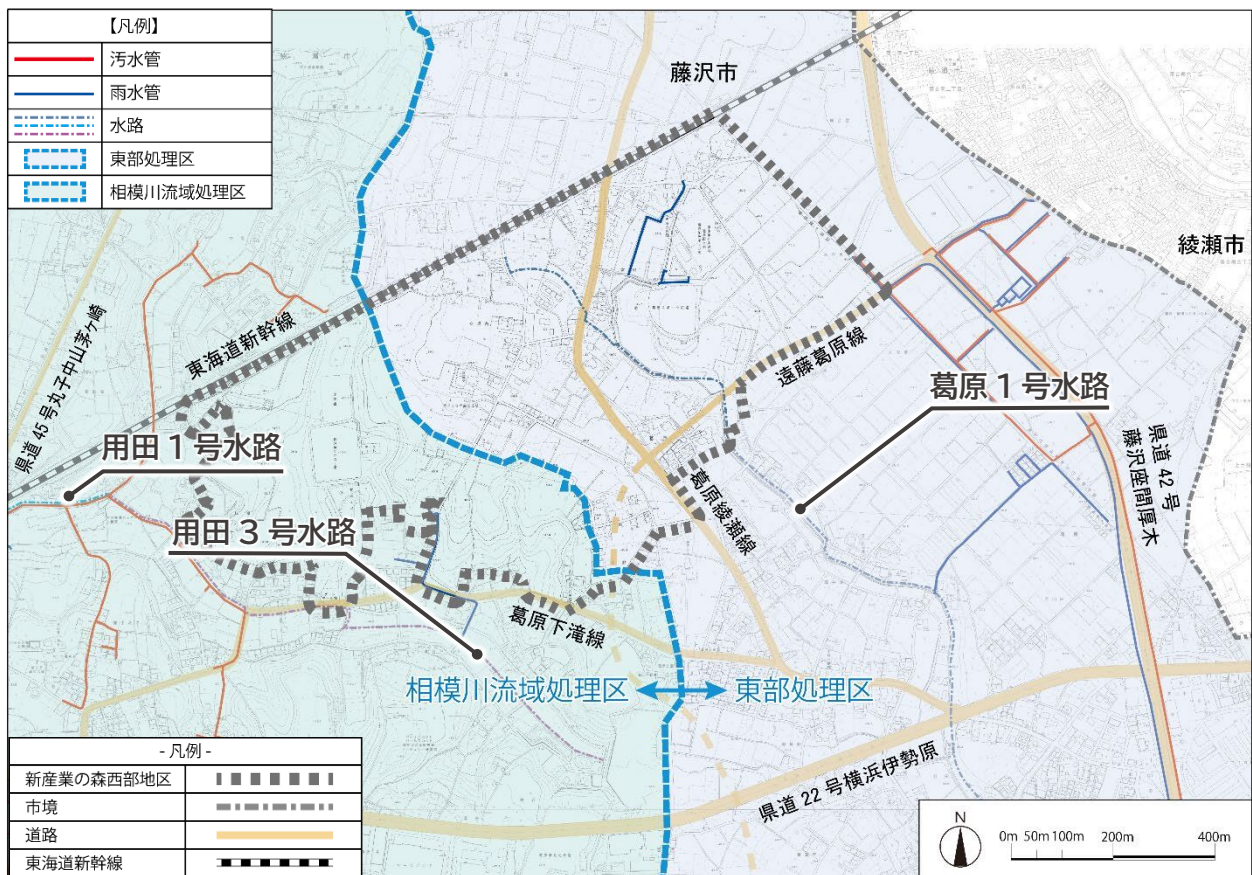 【凡例】
汚水管
雨水管
水路
東部処理区
相模川流域処理区
藤沢市
綾瀬市
東海道新幹線
県道 45 号丸子中山茅ヶ崎
遠藤葛原線
葛原１号水路
用田１号水路
用田３号水路
葛原綾瀬線
県道 42 号
藤沢座間厚木
葛原下滝線
相模川流域処理区
東部処理区
県道 22 号横浜伊勢原
- 凡例 -
新産業の森西部地区
市境
道路
東海道新幹線
N
0m 50m 100m 200m 400m